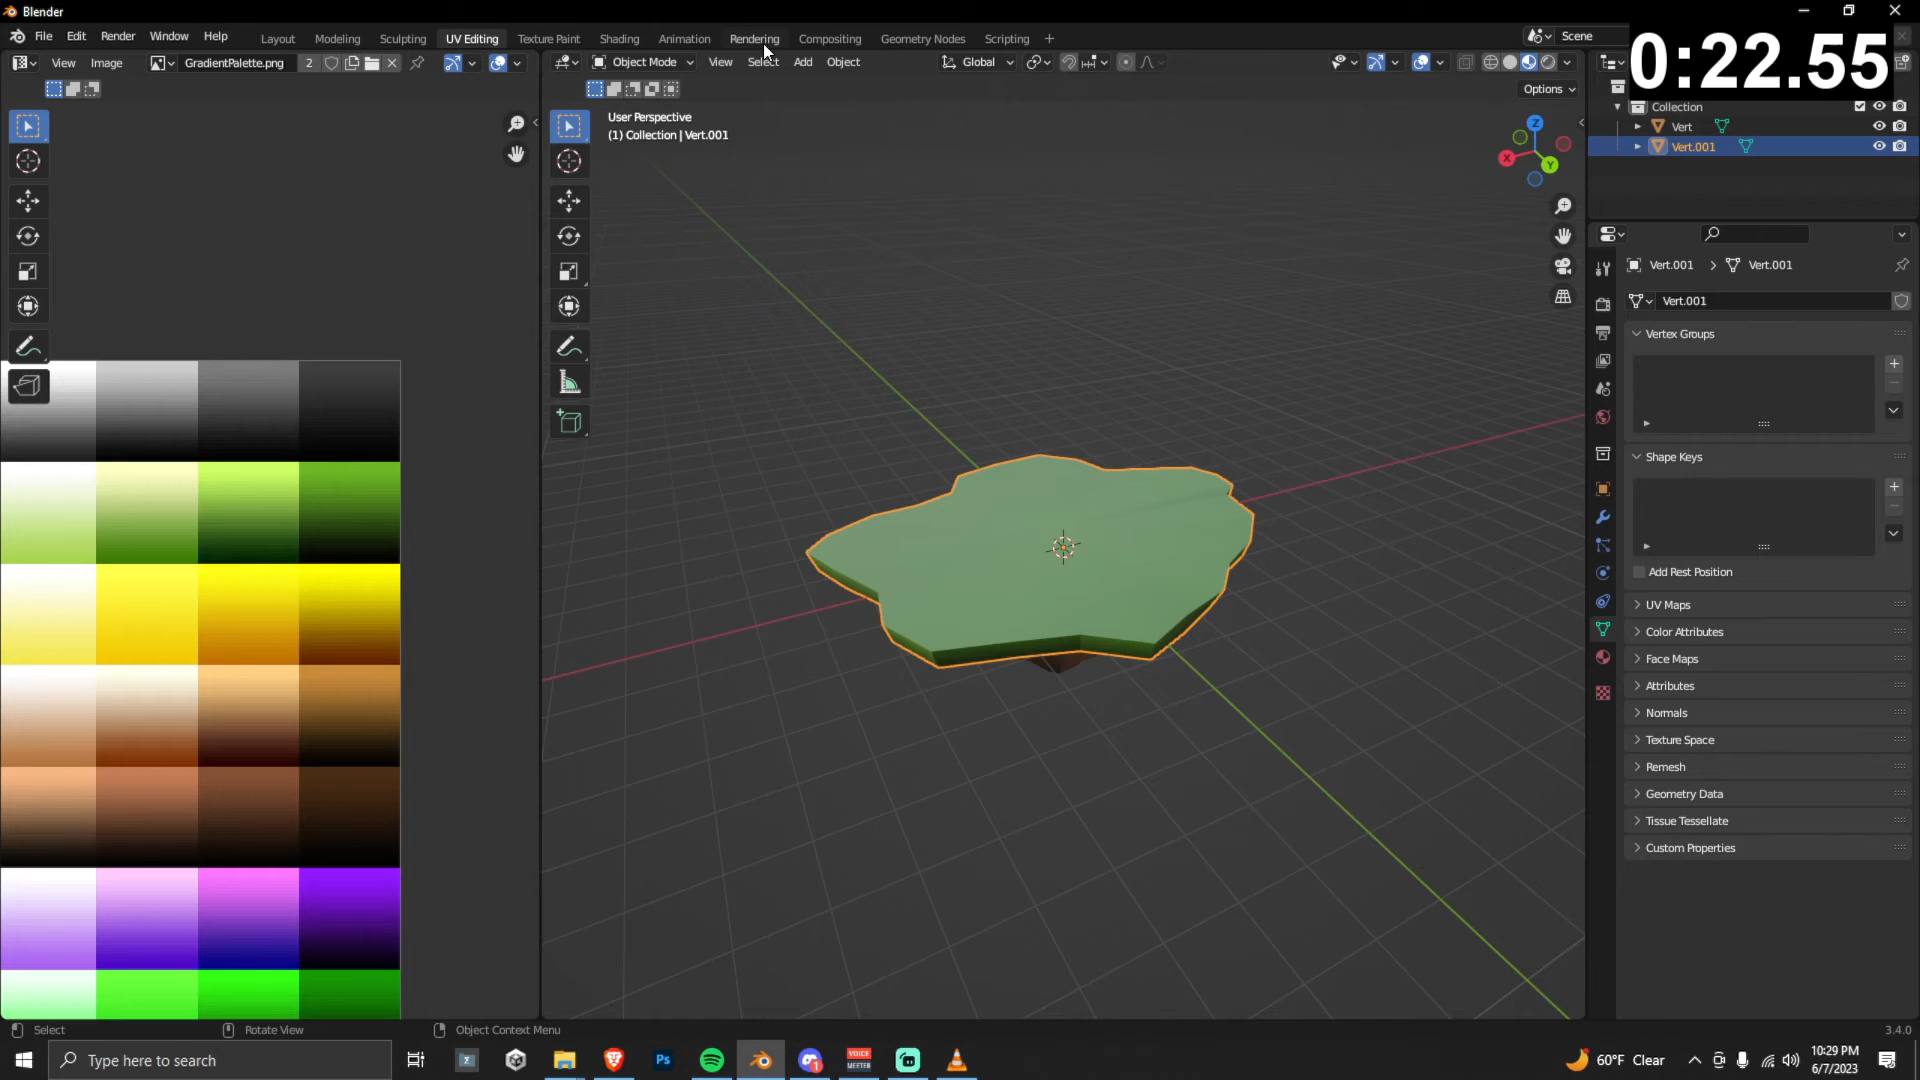 Blender
File Edit Render Window Help Layout Modeling Sculpting UV Editing Texture Paint Shading Animation Rendering Compositing Geometry Nodes Scripting + Scene
0:22.55
View Image GradientPalette.png 2 Object Mode View Select Add Object Global
Options
User Perspective
(1) Collection | Vert.001
Z
X
Y
Collection
Vert
Vert.001
Vert.001 Vert.001
Vert.001
Vertex Groups
Shape Keys
Add Rest Position
UV Maps
Color Attributes
Face Maps
Attributes
Normals
Texture Space
Remesh
Geometry Data
Tissue Tessellate
Custom Properties
Select Rotate View Object Context Menu 3.4.0
Type here to search
Ps
VOICE
MEETER
1
60°F Clear
10:29 PM
6/7/2023